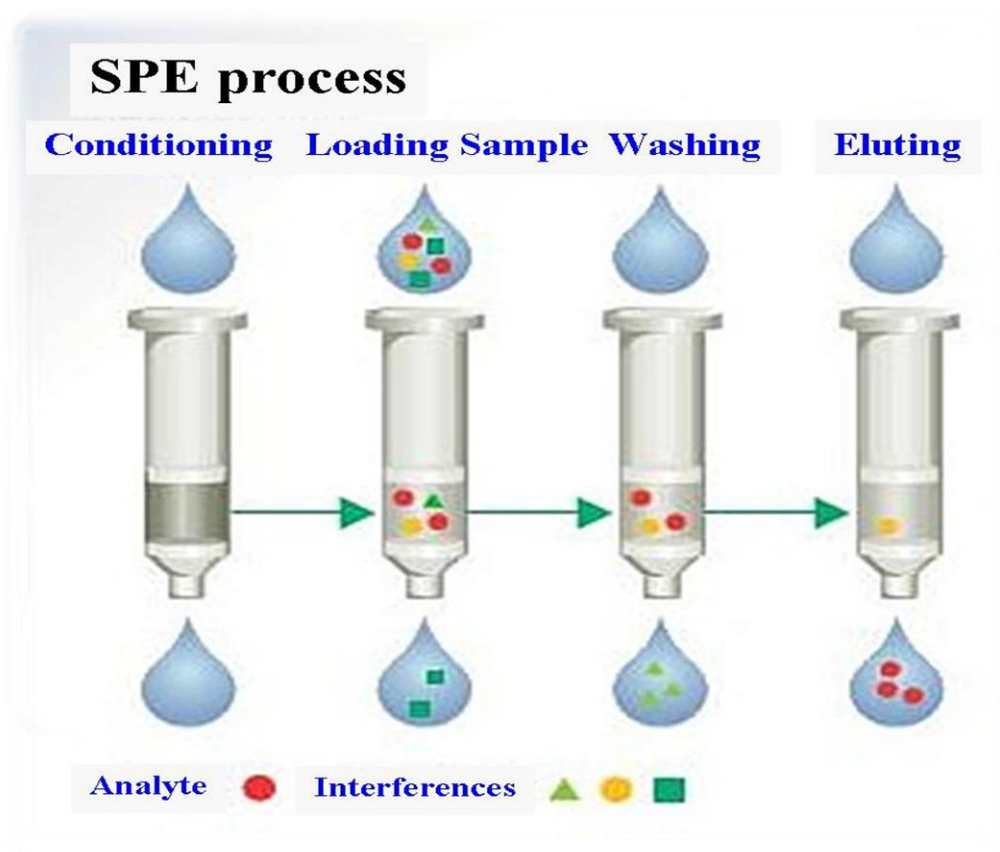 SPE process
Conditioning Loading Sample Washing Eluting
Analyte Interferences